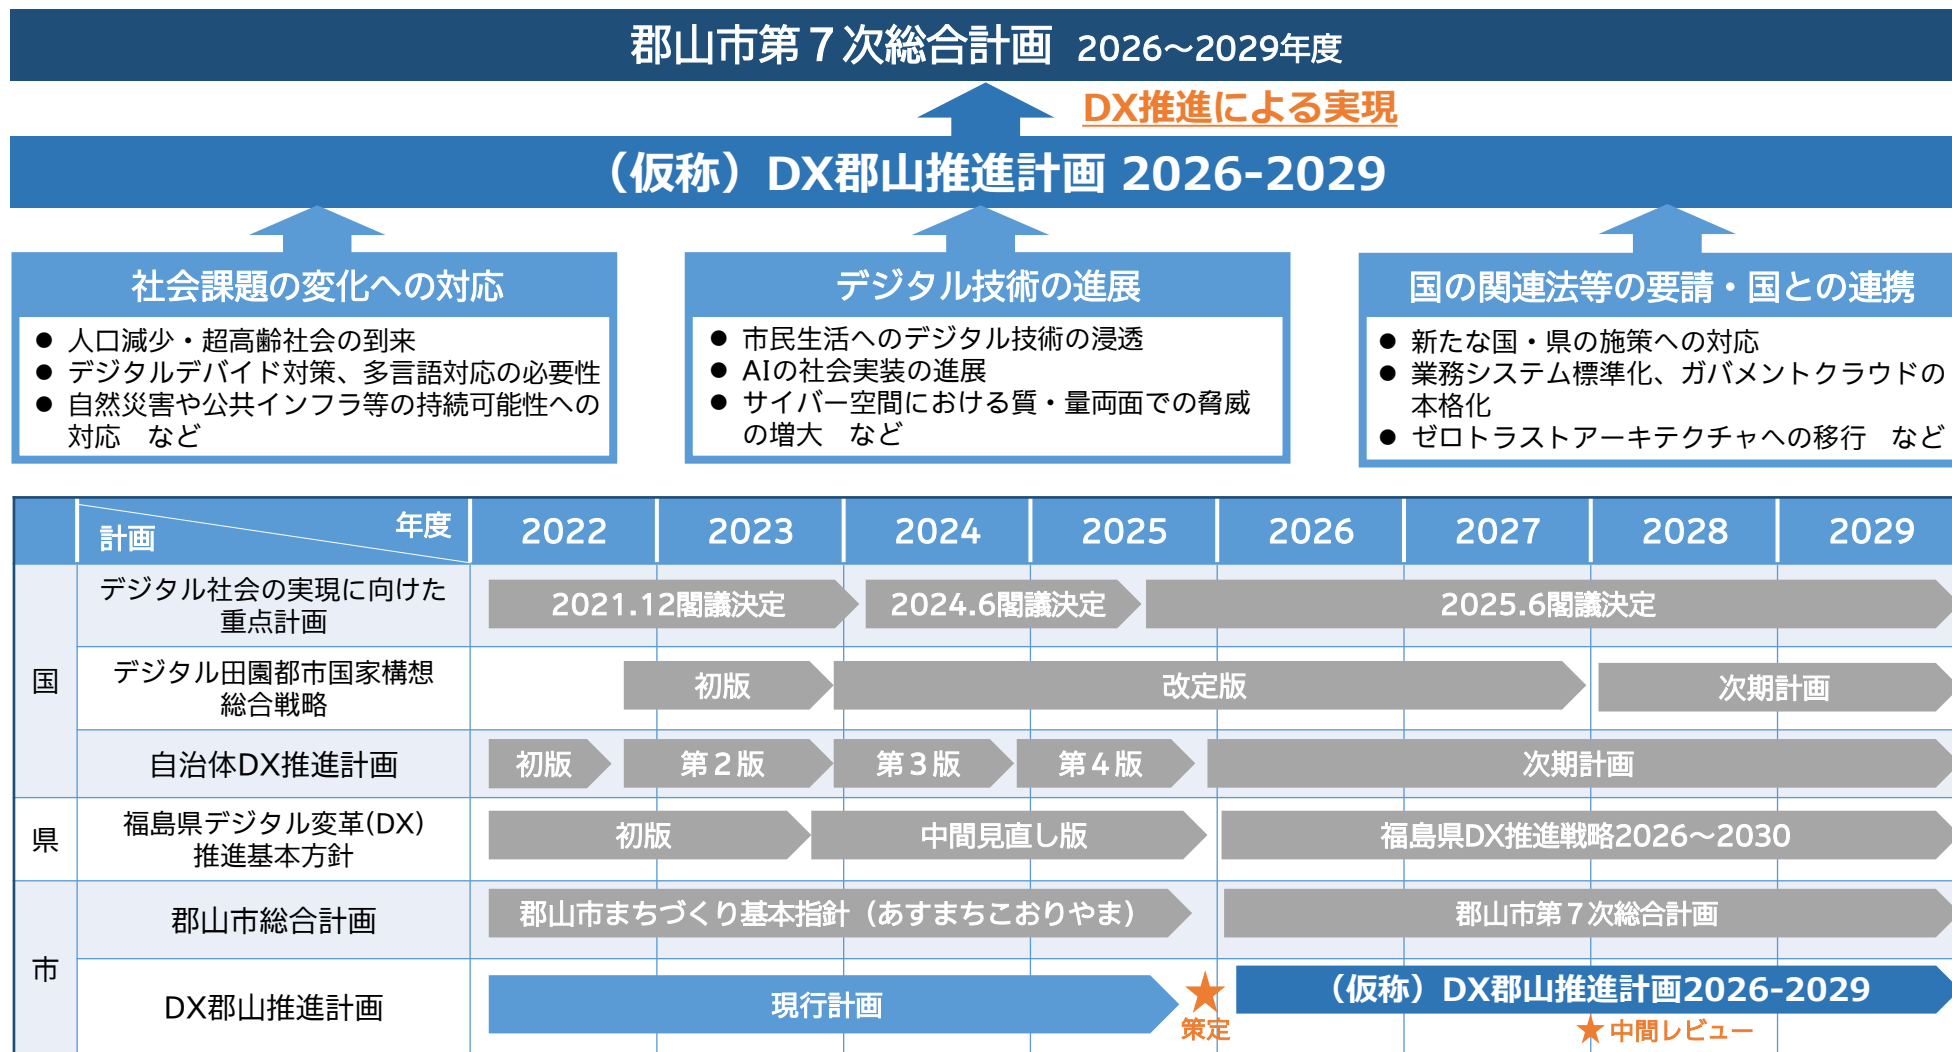 郡山市第７次総合計画 2026～2029年度
DX推進による実現
（仮称）DX郡山推進計画 2026-2029
社会課題の変化への対応
● 人口減少・超高齢社会の到来
● デジタルデバイド対策、多言語対応の必要性
● 自然災害や公共インフラ等の持続可能性への
対応　など
デジタル技術の進展
● 市民生活へのデジタル技術の浸透
● AIの社会実装の進展
● サイバー空間における質・量両面での脅威
の増大　など
国の関連法等の要請・国との連携
● 新たな国・県の施策への対応
● 業務システム標準化、ガバメントクラウドの
本格化
● ゼロトラストアーキテクチャへの移行　など
計画 年度 2022 2023 2024 2025 2026 2027 2028 2029
国
デジタル社会の実現に向けた
重点計画
2021.12閣議決定 2024.6閣議決定 2025.6閣議決定
デジタル田園都市国家構想
総合戦略
初版 改定版 次期計画
自治体DX推進計画 初版 第２版 第３版 第４版 次期計画
県
福島県デジタル変革(DX)
推進基本方針
初版 中間見直し版 福島県DX推進戦略2026～2030
市
郡山市総合計画 郡山市まちづくり基本指針（あすまちこおりやま） 郡山市第７次総合計画
DX郡山推進計画 現行計画 ★ （仮称）DX郡山推進計画2026-2029
策定 ★中間レビュー